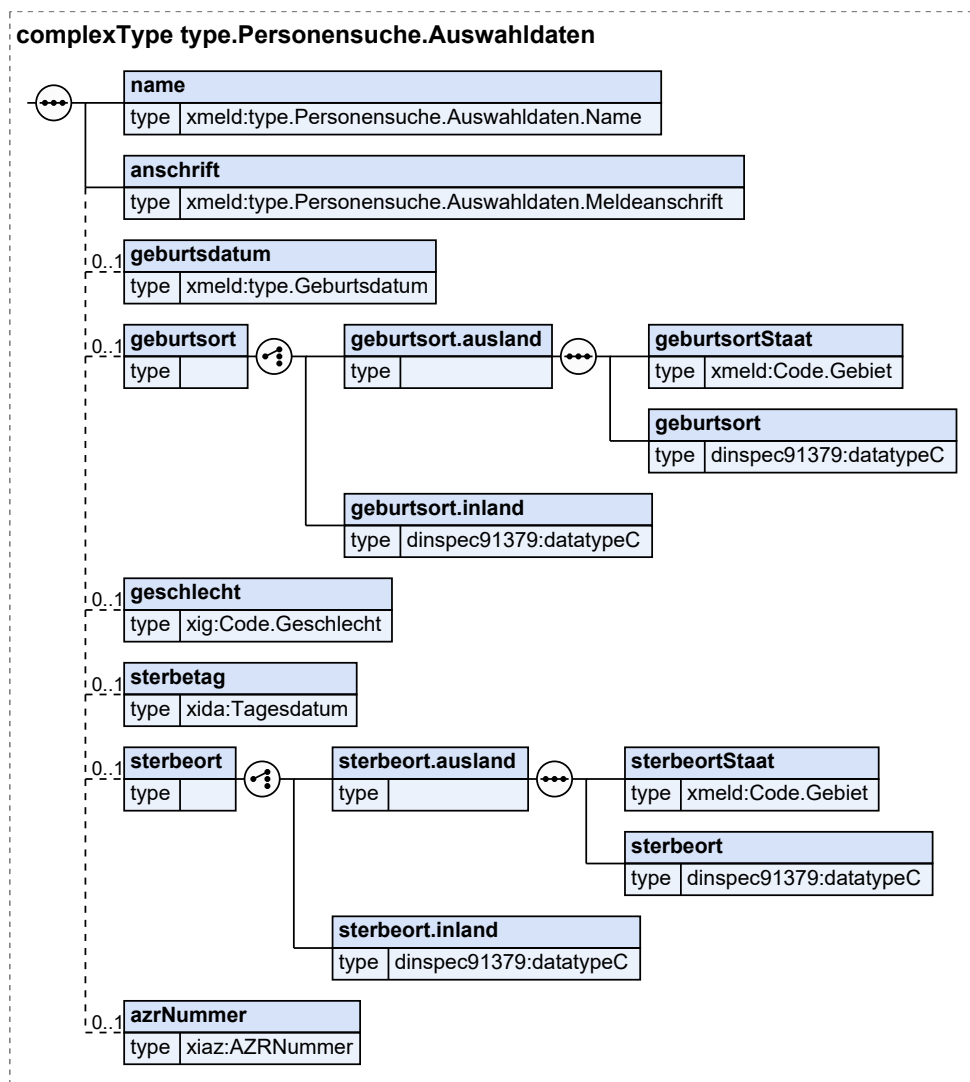 complexType type.Personensuche.Auswahldaten
name
type xmeld:type.Personensuche.Auswahldaten.Name
anschrift
type xmeld:type.Personensuche.Auswahldaten.Meldeanschrift
0..1 geburtsdatum
type xmeld:type.Geburtsdatum
0..1 geburtsort geburtsort.ausland geburtsortStaat
type type type xmeld:Code.Gebiet
geburtsort
type dinspec91379:datatypeC
geburtsort.inland
type dinspec91379:datatypeC
0..1 geschlecht
type xig:Code.Geschlecht
0..1 sterbetag
type xida:Tagesdatum
0..1 sterbeort sterbeort.ausland sterbeortStaat
type type type xmeld:Code.Gebiet
sterbeort
type dinspec91379:datatypeC
sterbeort.inland
type dinspec91379:datatypeC
0..1 azrNummer
type xiaz:AZRNummer